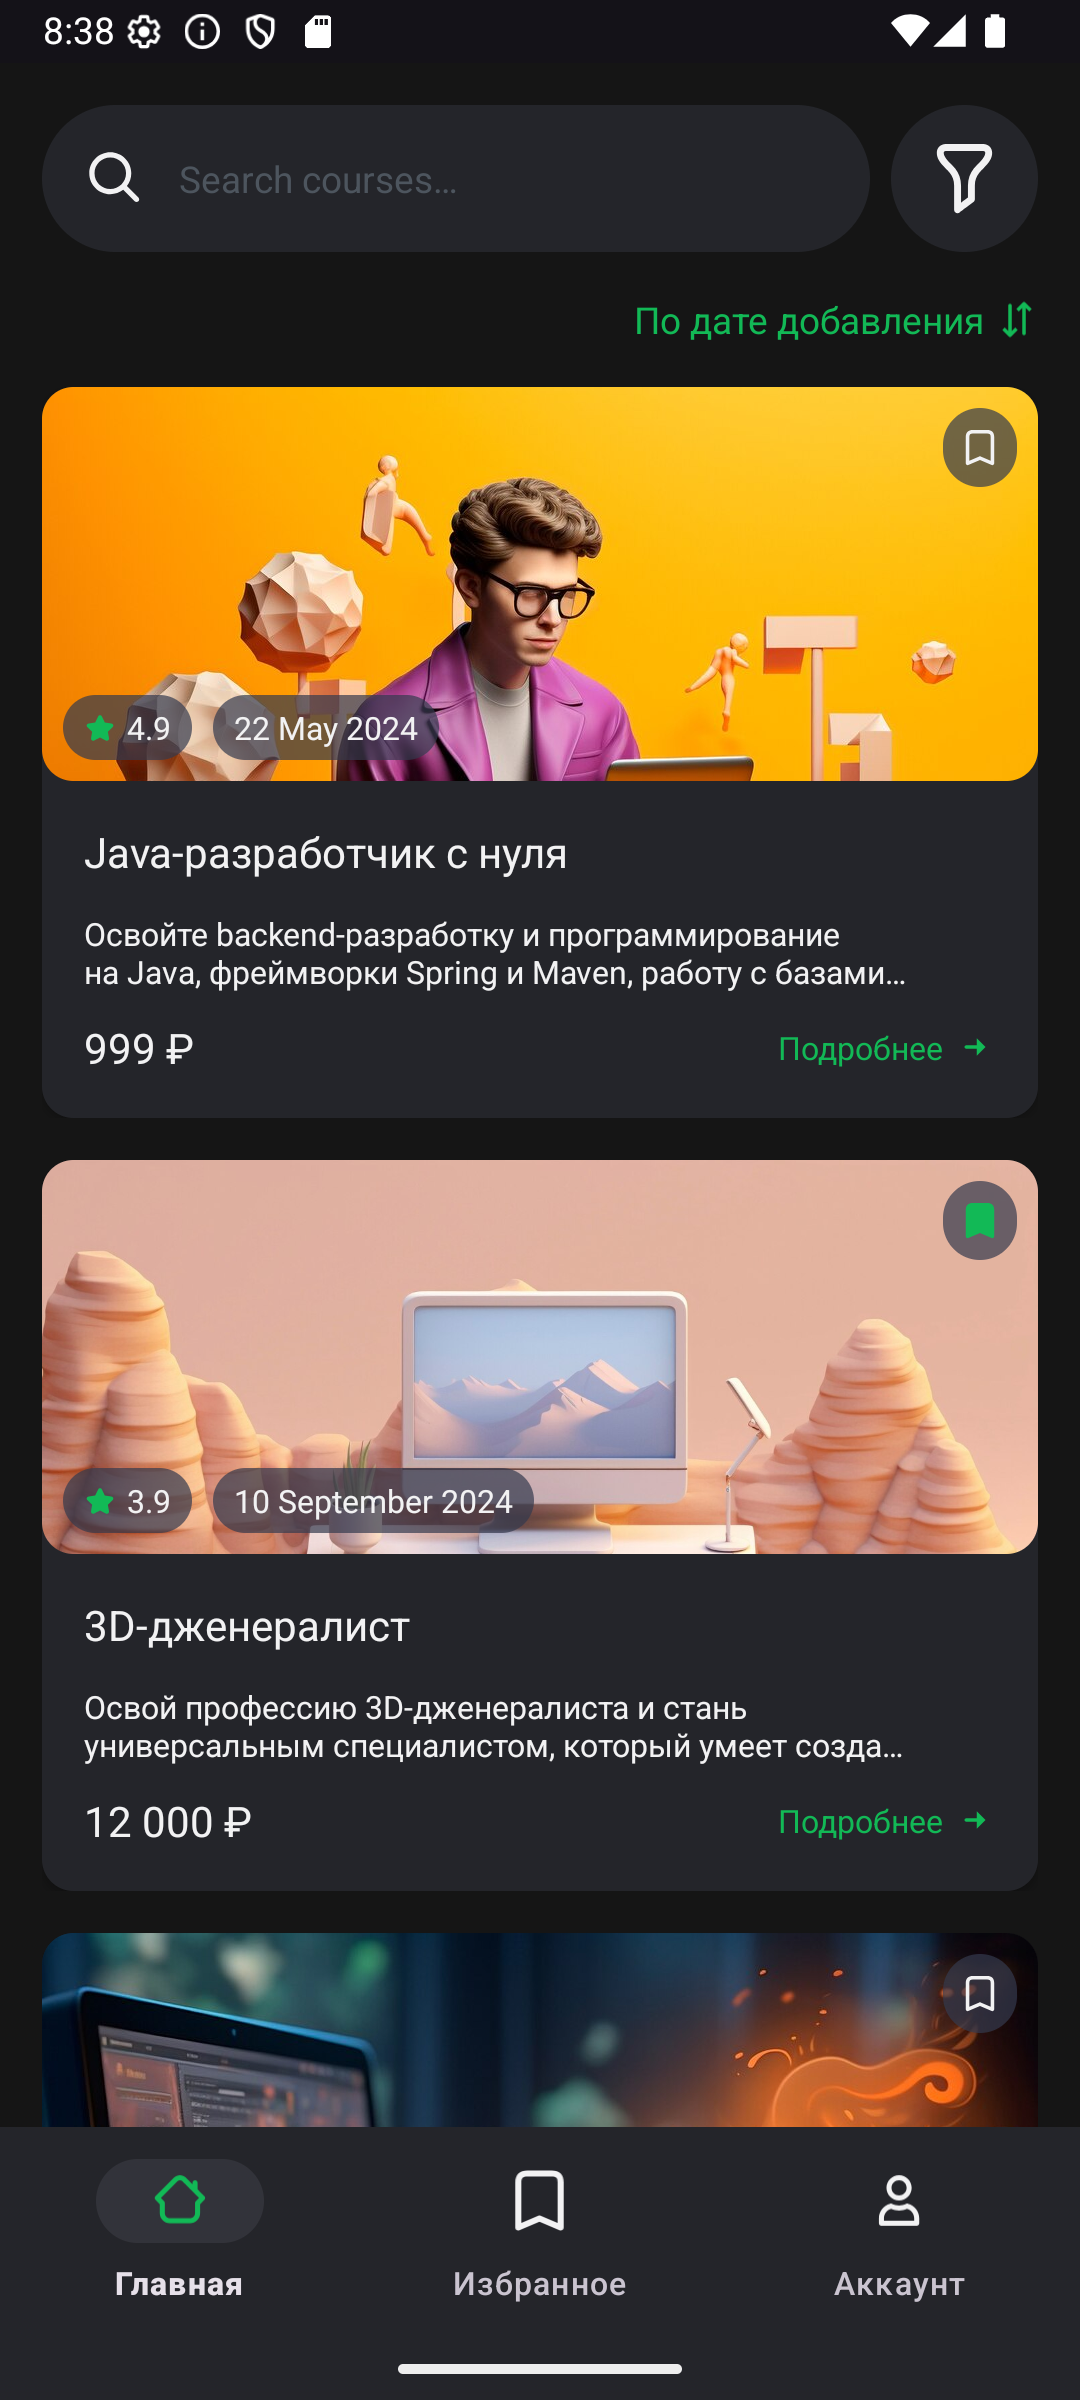 8:38
Search courses...
По дате добавления
4.9
22 May 2024
Java-разработчик с нуля
Освойте backend-разработку и программирование
на Java, фреймворки Spring и Maven, работу с базами...
999 ₽
Подробнее
3.9
10 September 2024
3D-дженералист
Освой профессию 3D-дженералиста и стань
универсальным специалистом, который умеет созда...
12 000 ₽
Подробнее
Главная
Избранное
Аккаунт